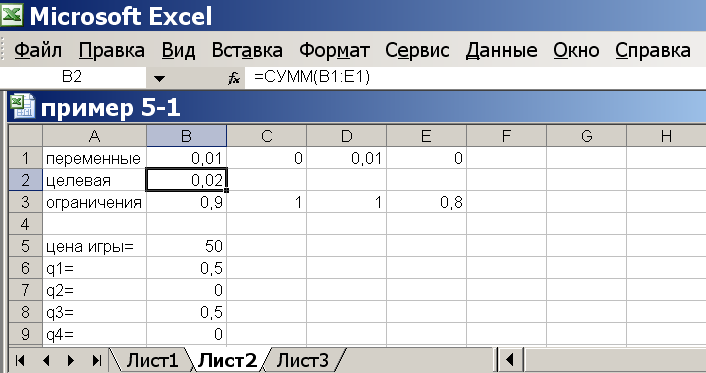 Microsoft Excel
Файл Правка Вид Вставка Формат Сервис Данные Окно Справка
B2 fx =СУММ(B1:E1)
пример 5-1
A B C D E F G H
1 переменные 0,01 0 0,01 0
2 целевая 0,02
3 ограничения 0,9 1 1 0,8
4
5 цена игры= 50
6 q1= 0,5
7 q2= 0
8 q3= 0,5
9 q4= 0
Лист1 Лист2 Лист3